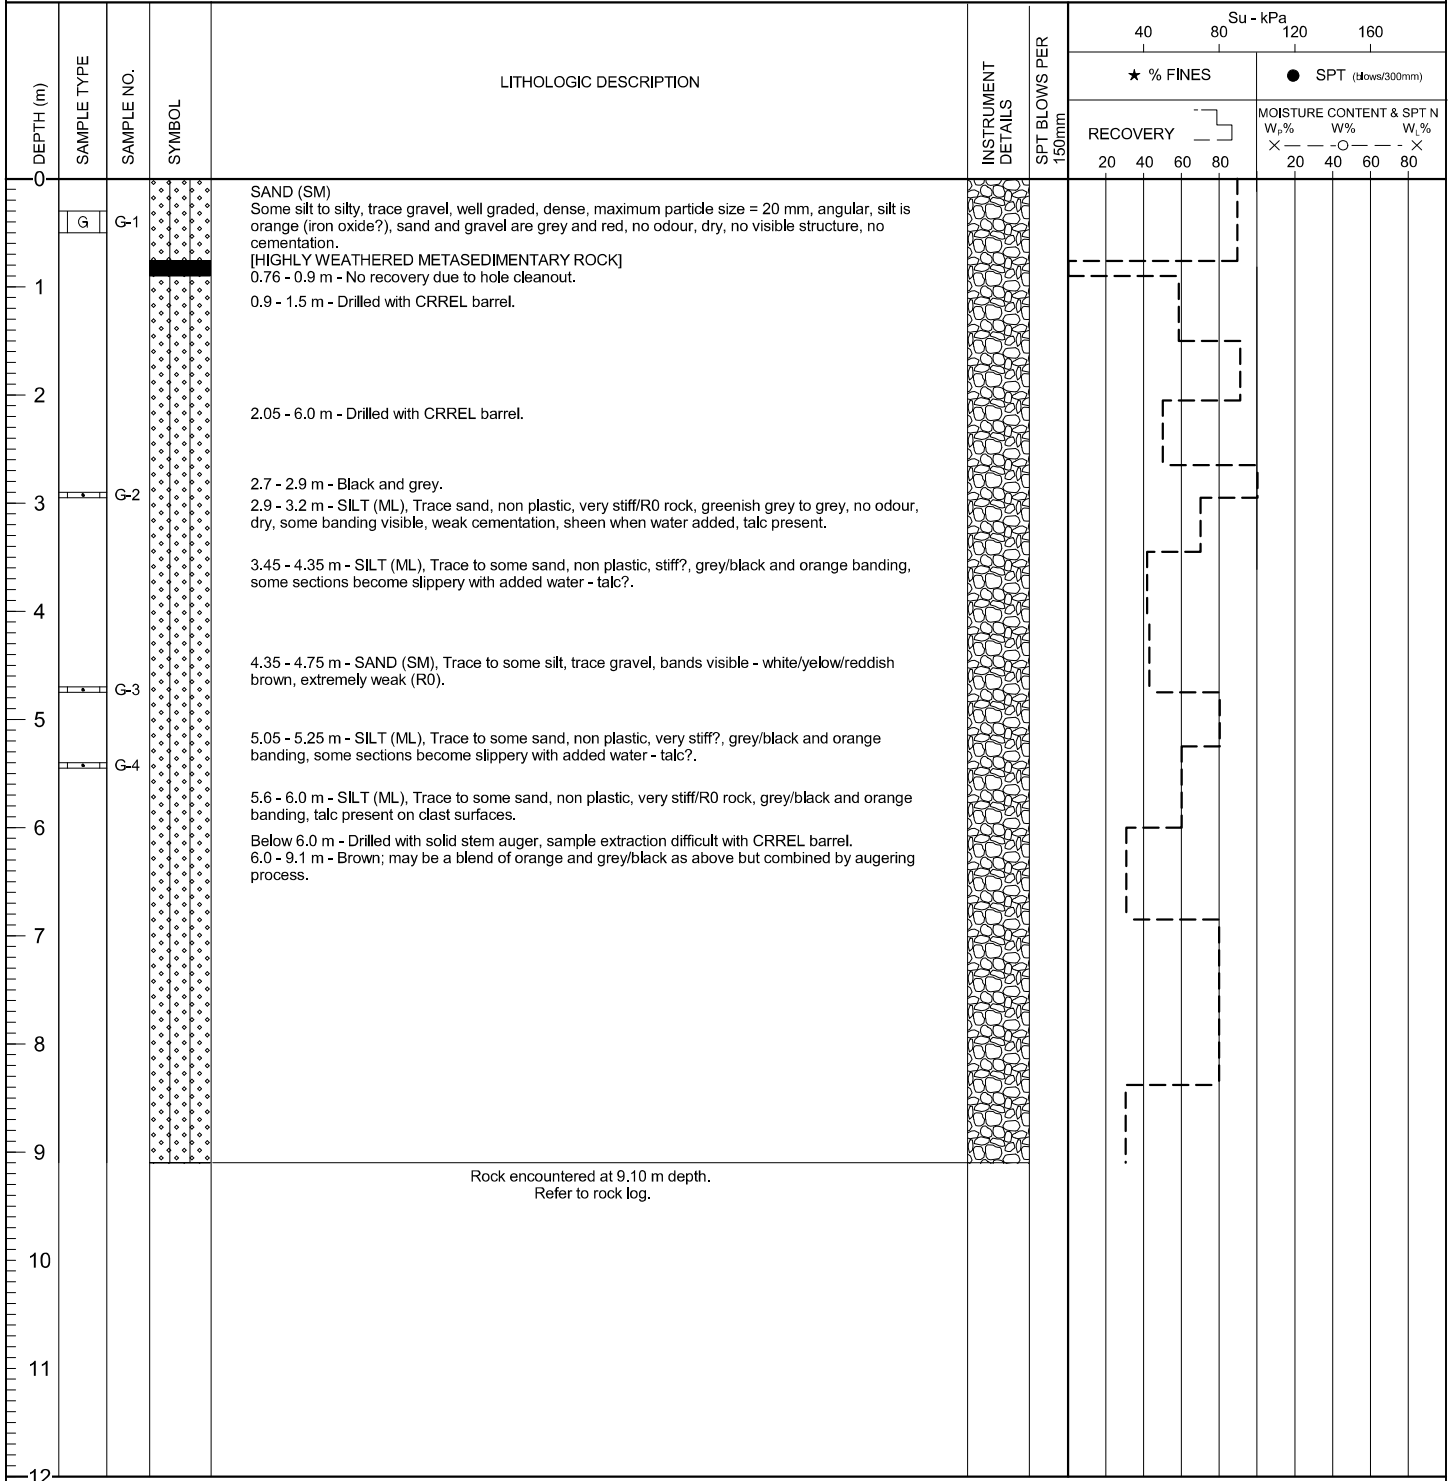 Su - kPa
40 80 120 160
DEPTH (m)
SAMPLE TYPE
SAMPLE NO.
SYMBOL
LITHOLOGIC DESCRIPTION
INSTRUMENT
DETAILS
SPT BLOWS PER
150mm
★ % FINES
● SPT (blows/300mm)
RECOVERY
MOISTURE CONTENT & SPT N
WP% W% WL%
20 40 60 80 20 40 60 80
0
SAND (SM)
Some silt to silty, trace gravel, well graded, dense, maximum particle size = 20 mm, angular, silt is
G G-1
orange (iron oxide?), sand and gravel are grey and red, no odour, dry, no visible structure, no
cementation.
[HIGHLY WEATHERED METASEDIMENTARY ROCK]
0.76 - 0.9 m - No recovery due to hole cleanout.
1
0.9 - 1.5 m - Drilled with CRREL barrel.
2
2.05 - 6.0 m - Drilled with CRREL barrel.
2.7 - 2.9 m - Black and grey.
G-2
3
2.9 - 3.2 m - SILT (ML), Trace sand, non plastic, very stiff/R0 rock, greenish grey to grey, no odour,
dry, some banding visible, weak cementation, sheen when water added, talc present.
3.45 - 4.35 m - SILT (ML), Trace to some sand, non plastic, stiff?, grey/black and orange banding,
some sections become slippery with added water - talc?.
4
4.35 - 4.75 m - SAND (SM), Trace to some silt, trace gravel, bands visible - white/yelow/reddish
brown, extremely weak (R0).
G-3
5
5.05 - 5.25 m - SILT (ML), Trace to some sand, non plastic, very stiff?, grey/black and orange
banding, some sections become slippery with added water - talc?.
G-4
5.6 - 6.0 m - SILT (ML), Trace to some sand, non plastic, very stiff/R0 rock, grey/black and orange
banding, talc present on clast surfaces.
6
Below 6.0 m - Drilled with solid stem auger, sample extraction difficult with CRREL barrel.
6.0 - 9.1 m - Brown; may be a blend of orange and grey/black as above but combined by augering
process.
7
8
9
Rock encountered at 9.10 m depth.
Refer to rock log.
10
11
12